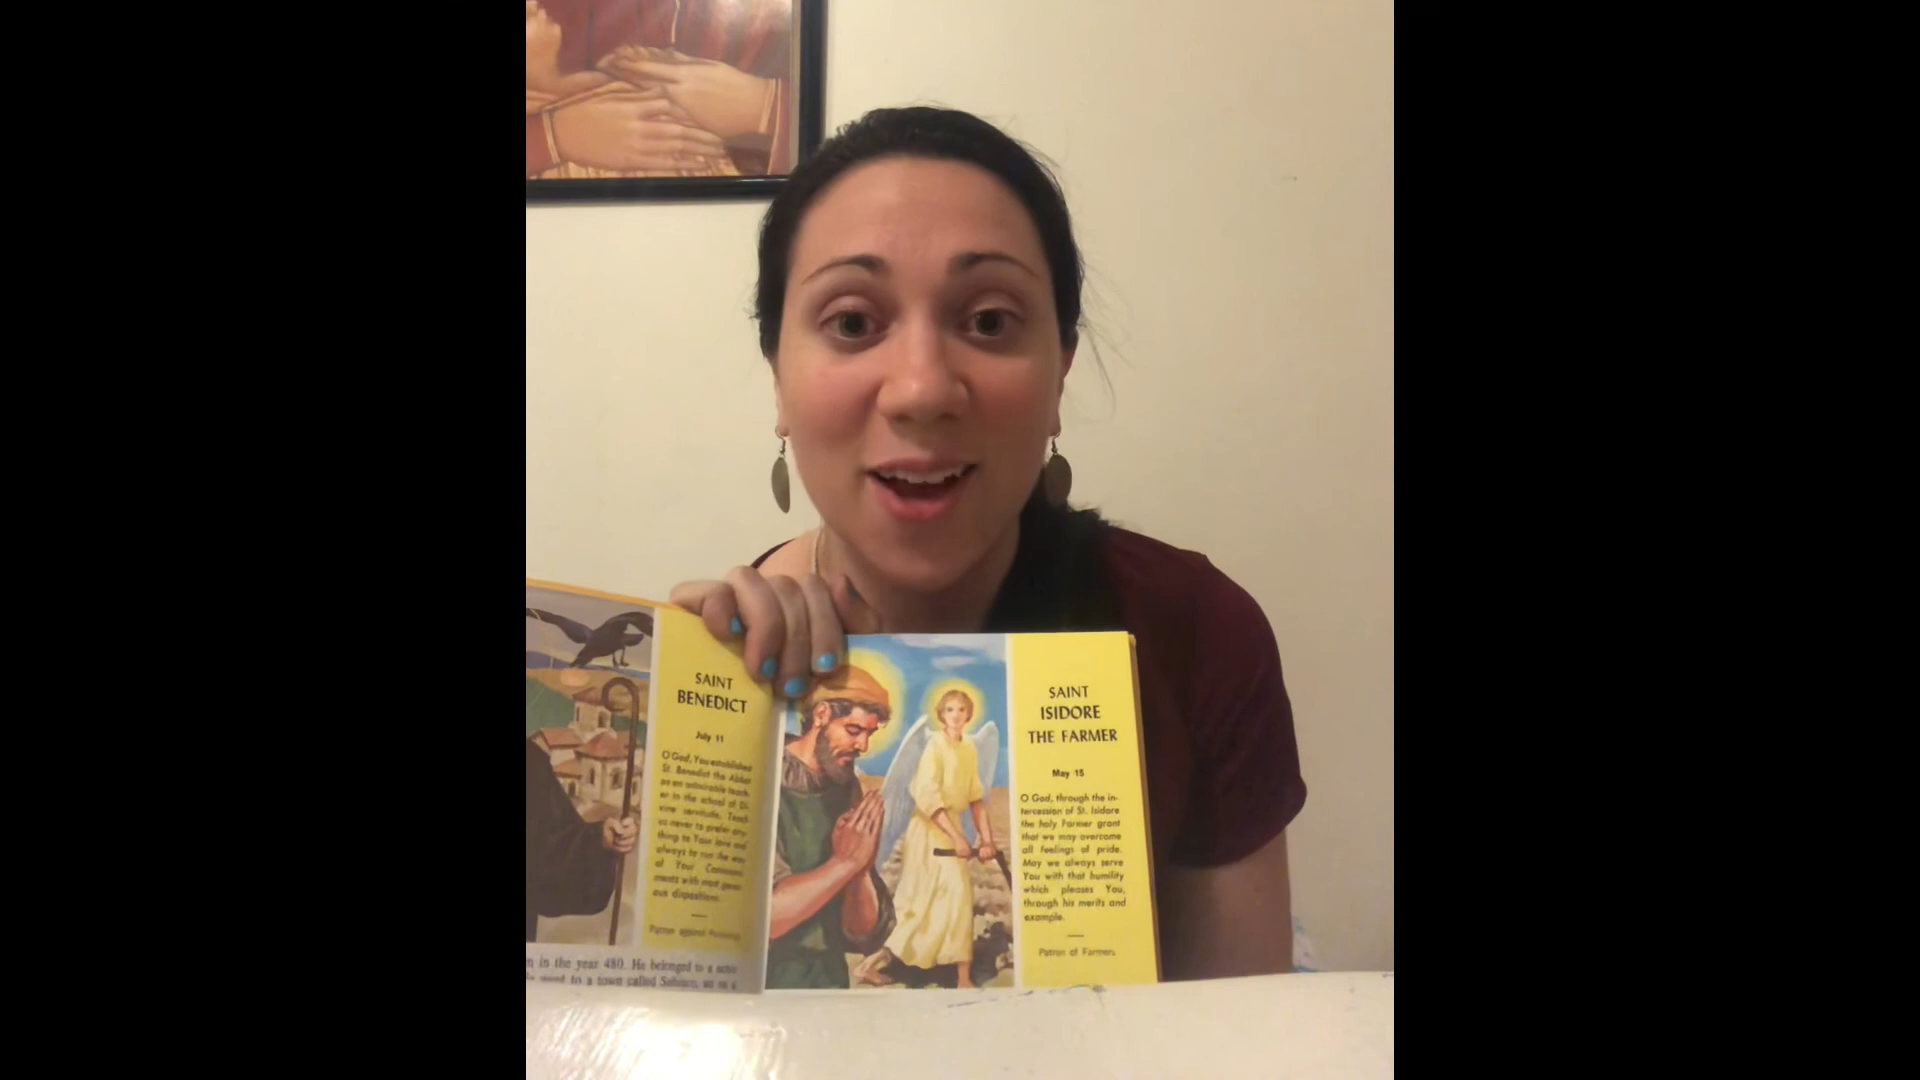 SAINT
BENEDICT
July 11
O God, You established
St. Benedict the Abbot
as an admirable teach-
er in the school of Di-
vine servitude. Teach
us never to prefer any-
thing to Your love and
always to run the way
of Your Command-
ments with most gener-
ous dispositions.
Patron against Poisoning
in the year 480. He belonged to a
to a town called
SAINT
ISIDORE
THE FARMER
May 15
O God, through the in-
tercession of St. Isidore
the holy Farmer grant
that we may overcome
all feelings of pride.
May we always serve
You with that humility
which pleases You,
through his merits and
example.
Patron of Farmers